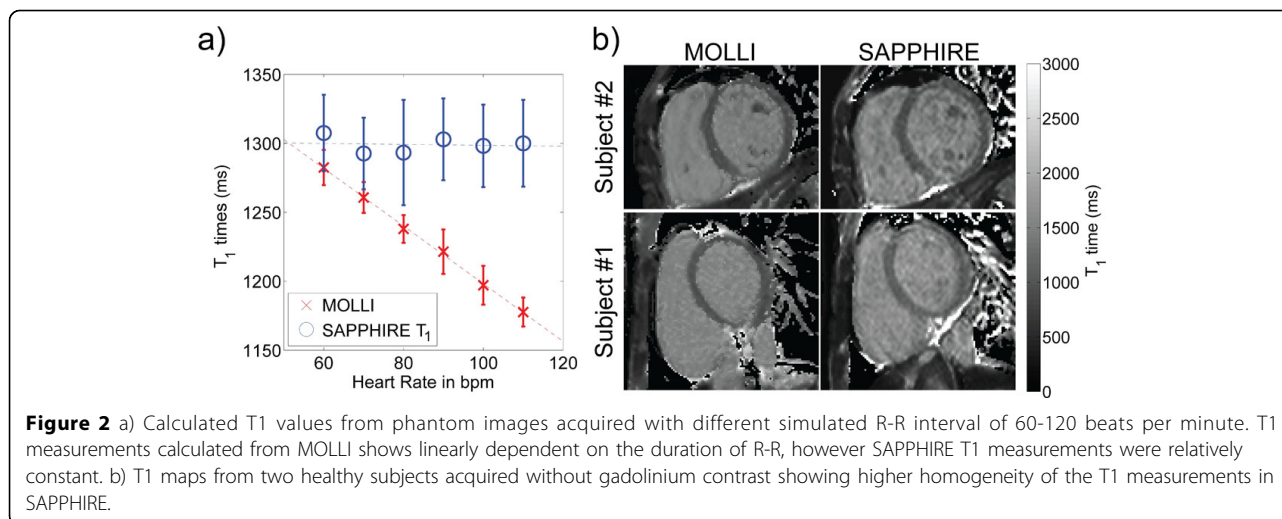 a)
1350
1300
1250
1200
1150
T1 times (ms)
MOLLI
SAPPHIRE T1
60
80
100
120
Heart Rate in bpm
b)
MOLLI
SAPPHIRE
Subject #2
Subject #1
3000
2500
2000
1500
1000
500
0
T1 time (ms)
Figure 2 a) Calculated T1 values from phantom images acquired with different simulated R-R interval of 60-120 beats per minute. T1
measurements calculated from MOLLI shows linearly dependent on the duration of R-R, however SAPPHIRE T1 measurements were relatively
constant. b) T1 maps from two healthy subjects acquired without gadolinium contrast showing higher homogeneity of the T1 measurements in
SAPPHIRE.